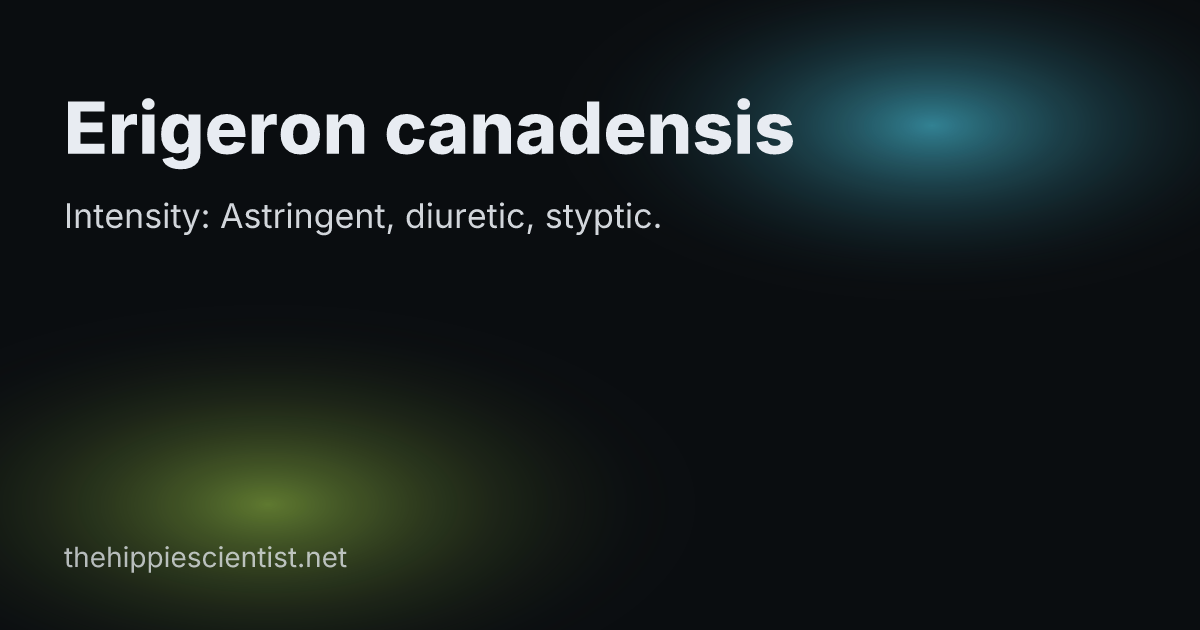 Erigeron canadensis
Intensity: Astringent, diuretic, styptic.
thehippiescientist.net